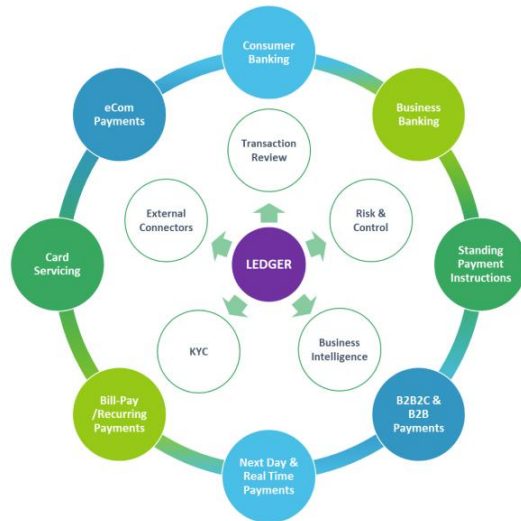 Consumer
Banking
eCom
Payments
Business
Banking
Transaction
Review
External
Connectors
Risk &
Control
Card
Servicing
LEDGER
Standing
Payment
Instructions
KYC
Business
Intelligence
Bill-Pay
/Recurring
Payments
B2B2C &
B2B
Payments
Next Day &
Real Time
Payments